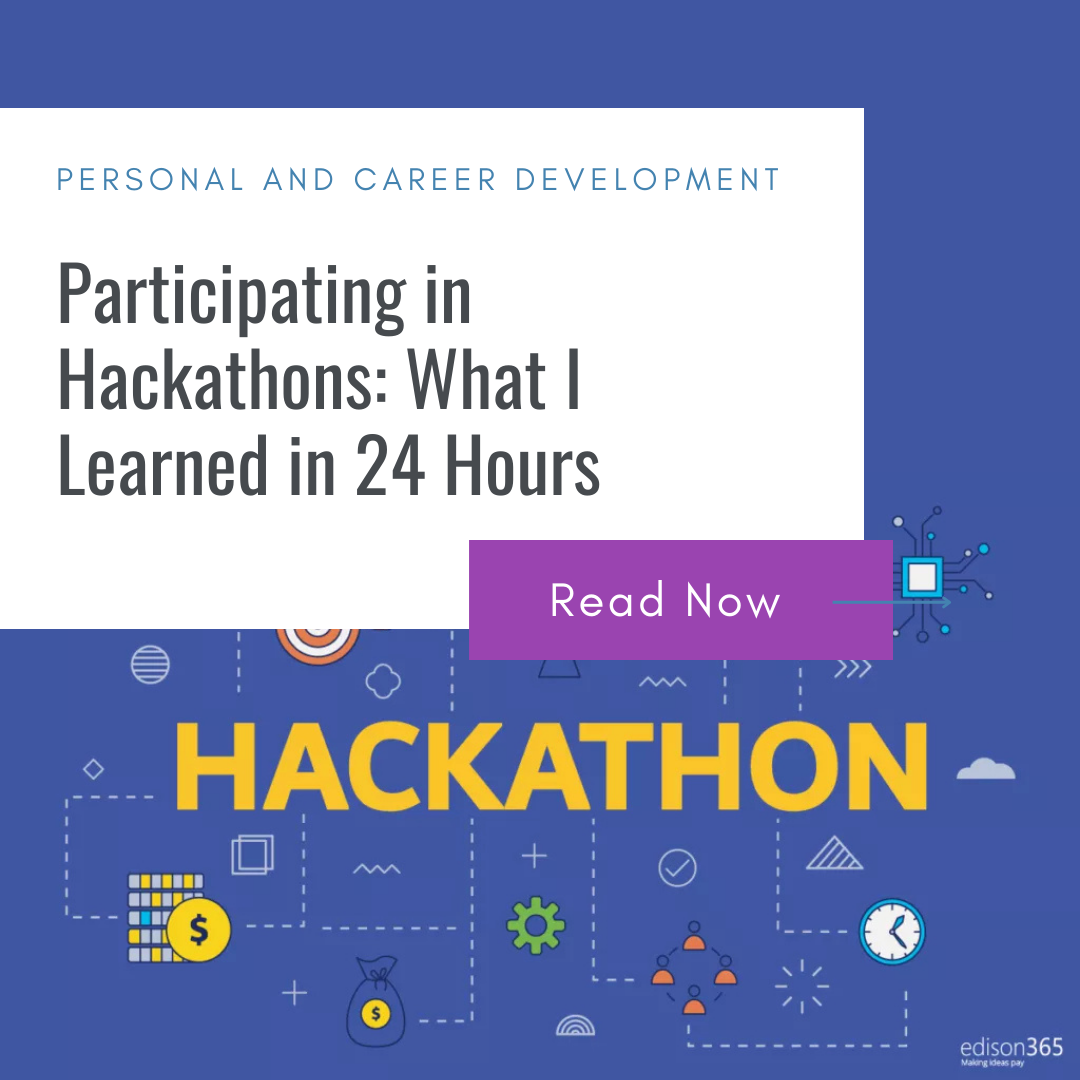 PERSONAL AND CAREER DEVELOPMENT
Participating in
Hackathons: What I
Learned in 24 Hours
Read Now
HACKATHON
$
$
edison365
Making ideas pay